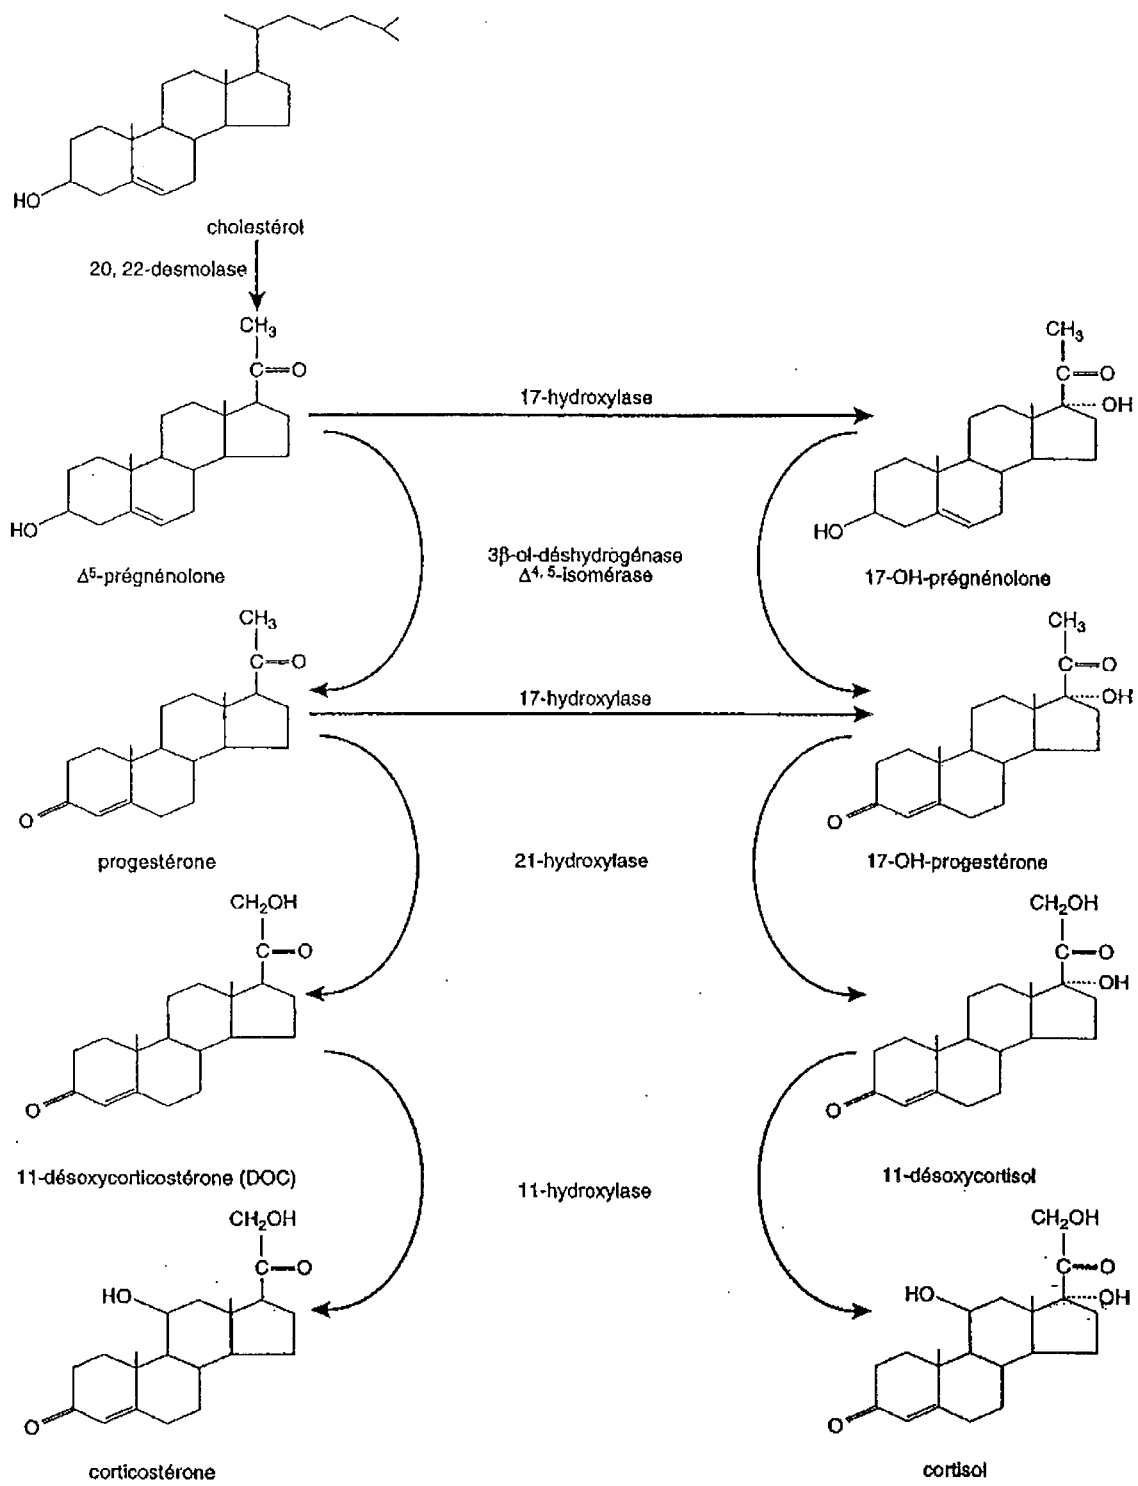 HO
cholestérol
20, 22-desmolase
CH₃
C=O
HO
Δ⁵-prégnénolone
17-hydroxylase
CH₃
C=O
OH
HO
17-OH-prégnénolone
3β-ol-déshydrogénase
Δ⁴,⁵-isomérase
CH₃
C=O
O
progestérone
17-hydroxylase
CH₃
C=O
OH
O
17-OH-progestérone
21-hydroxylase
CH₂OH
C=O
O
11-désoxycorticostérone (DOC)
CH₂OH
C=O
OH
O
11-désoxycortisol
11-hydroxylase
CH₂OH
C=O
HO
O
corticostérone
CH₂OH
C=O
HO
OH
O
cortisol